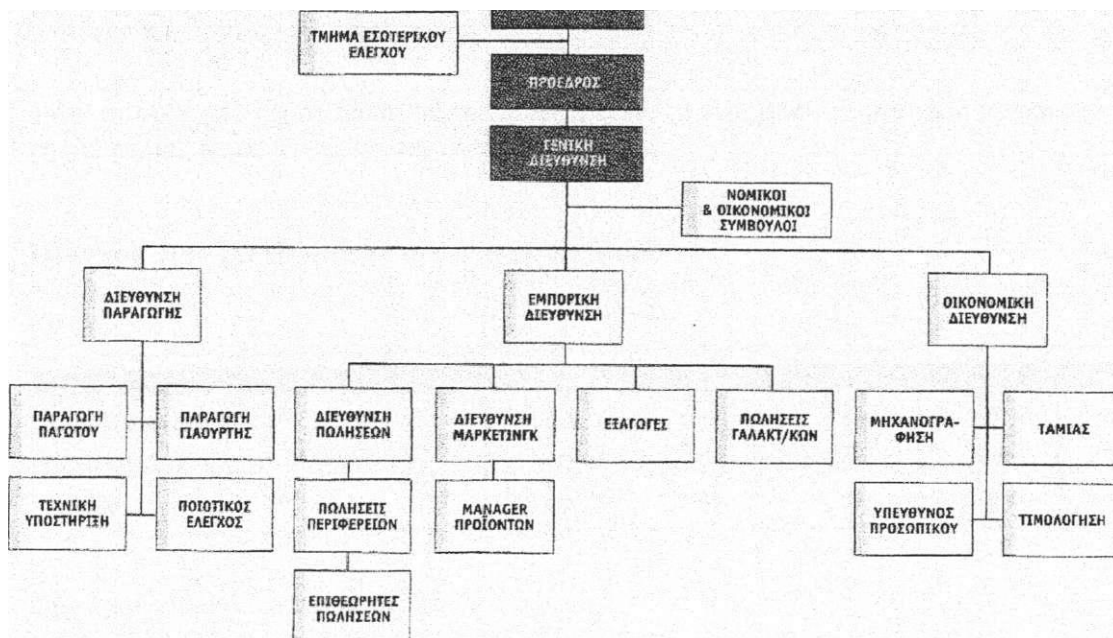 ΤΜΗΜΑ ΕΣΩΤΕΡΙΚΟΥ
ΕΛΕΓΧΟΥ
ΠΡΟΕΔΡΟΣ
ΓΕΝΙΚΗ
ΔΙΕΥΘΥΝΣΗ
ΝΟΜΙΚΟΙ
& ΟΙΚΟΝΟΜΙΚΟΙ
ΣΥΜΒΟΥΛΟΙ
ΔΙΕΥΘΥΝΣΗ
ΠΑΡΑΓΩΓΗΣ
ΕΜΠΟΡΙΚΗ
ΔΙΕΥΘΥΝΣΗ
ΟΙΚΟΝΟΜΙΚΗ
ΔΙΕΥΘΥΝΣΗ
ΠΑΡΑΓΩΓΗ
ΠΑΓΩΤΟΥ
ΠΑΡΑΓΩΓΗ
ΓΙΑΟΥΡΤΗΣ
ΔΙΕΥΘΥΝΣΗ
ΠΩΛΗΣΕΩΝ
ΔΙΕΥΘΥΝΣΗ
ΜΑΡΚΕΤΙΝΓΚ
ΕΞΑΓΩΓΕΣ
ΠΩΛΗΣΕΙΣ
ΓΑΛΑΚΤ/ΚΩΝ
ΜΗΧΑΝΟΓΡΑ-
ΦΗΣΗ
ΤΑΜΙΑΣ
ΤΕΧΝΙΚΗ
ΥΠΟΣΤΗΡΙΞΗ
ΠΟΙΟΤΙΚΟΣ
ΕΛΕΓΧΟΣ
ΠΩΛΗΣΕΙΣ
ΠΕΡΙΦΕΡΕΙΩΝ
MANAGER
ΠΡΟΪΟΝΤΩΝ
ΥΠΕΥΘΥΝΟΣ
ΠΡΟΣΩΠΙΚΟΥ
ΤΙΜΟΛΟΓΗΣΗ
ΕΠΙΘΕΩΡΗΤΕΣ
ΠΩΛΗΣΕΩΝ